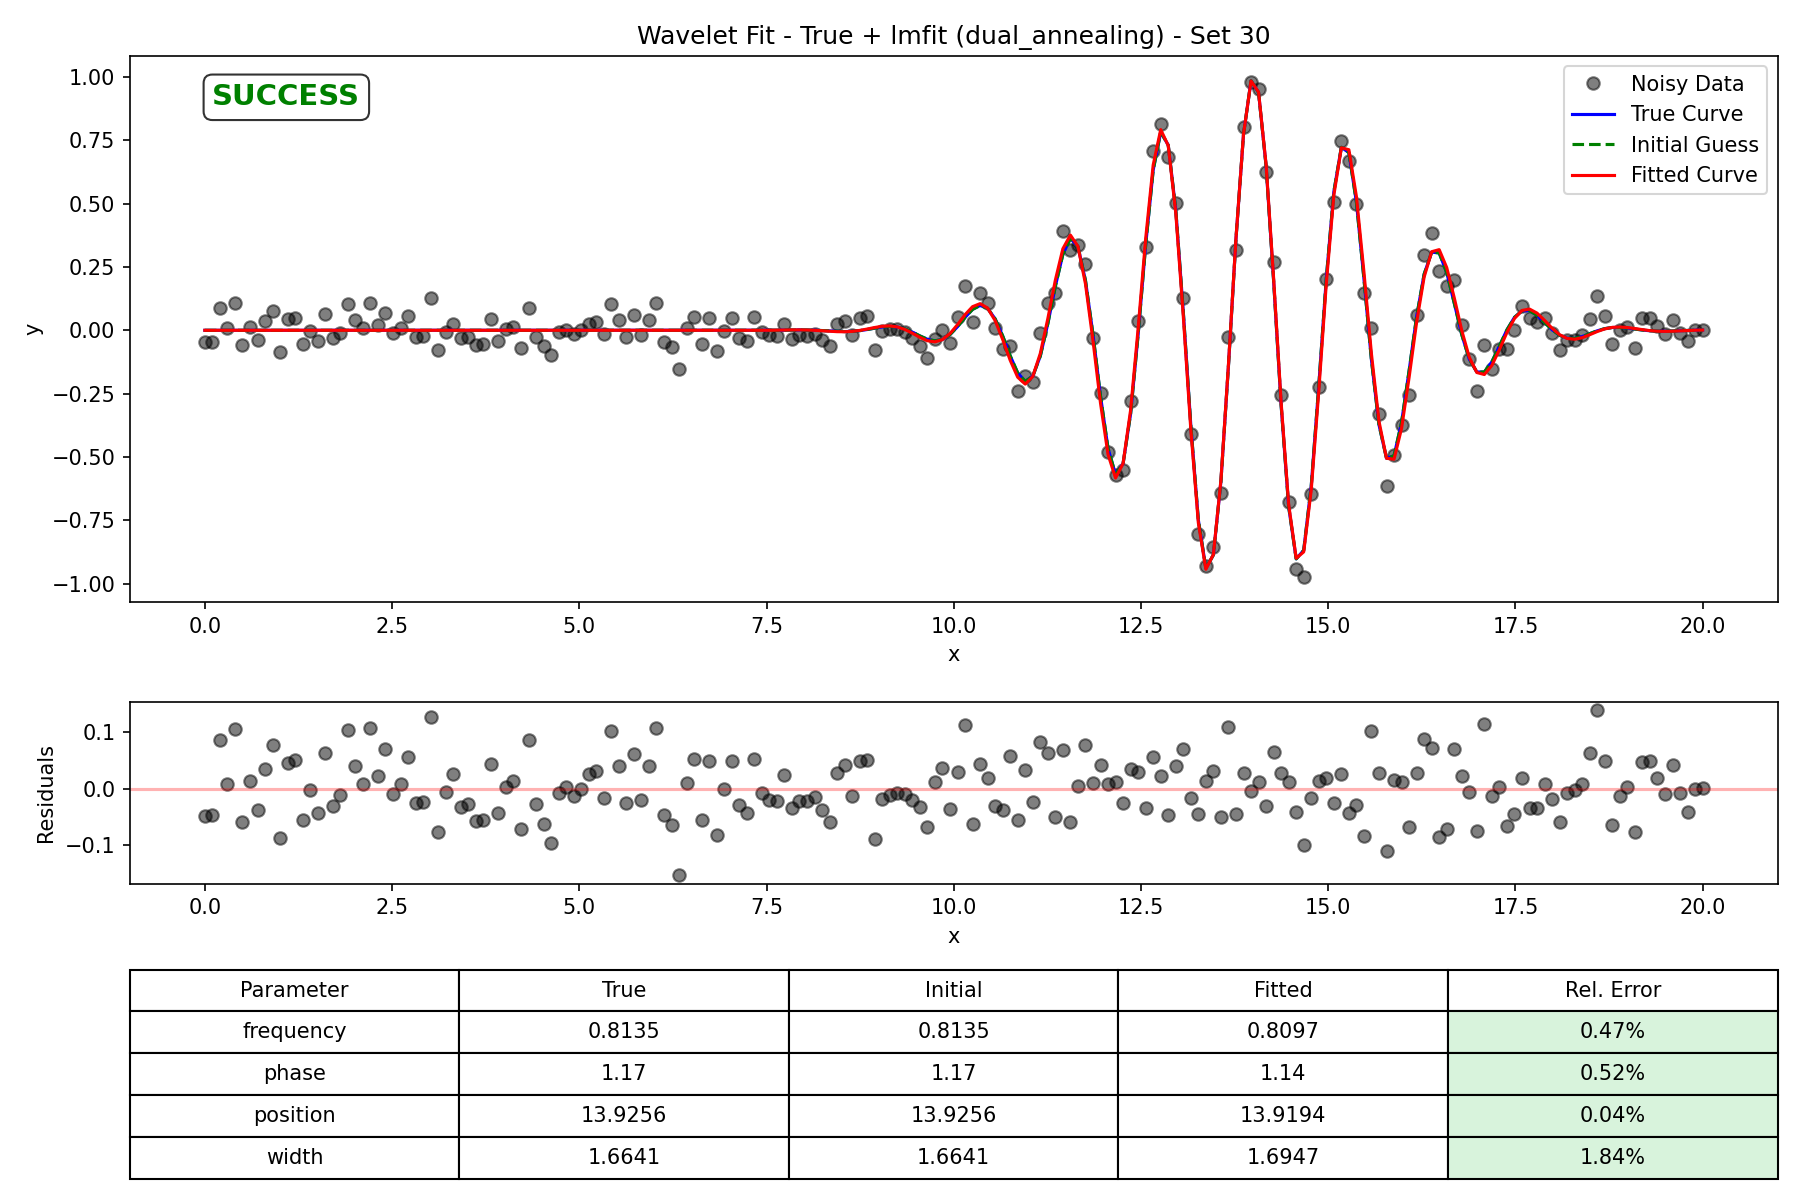 Wavelet Fit - True + lmfit (dual_annealing) - Set 30
SUCCESS
Noisy Data
True Curve
Initial Guess
Fitted Curve
1.00
0.75
0.50
0.25
0.00
−0.25
−0.50
−0.75
−1.00
y
0.0 2.5 5.0 7.5 10.0 12.5 15.0 17.5 20.0
x
0.1
0.0
−0.1
Residuals
0.0 2.5 5.0 7.5 10.0 12.5 15.0 17.5 20.0
x
Parameter True Initial Fitted Rel. Error
frequency 0.8135 0.8135 0.8097 0.47%
phase 1.17 1.17 1.14 0.52%
position 13.9256 13.9256 13.9194 0.04%
width 1.6641 1.6641 1.6947 1.84%